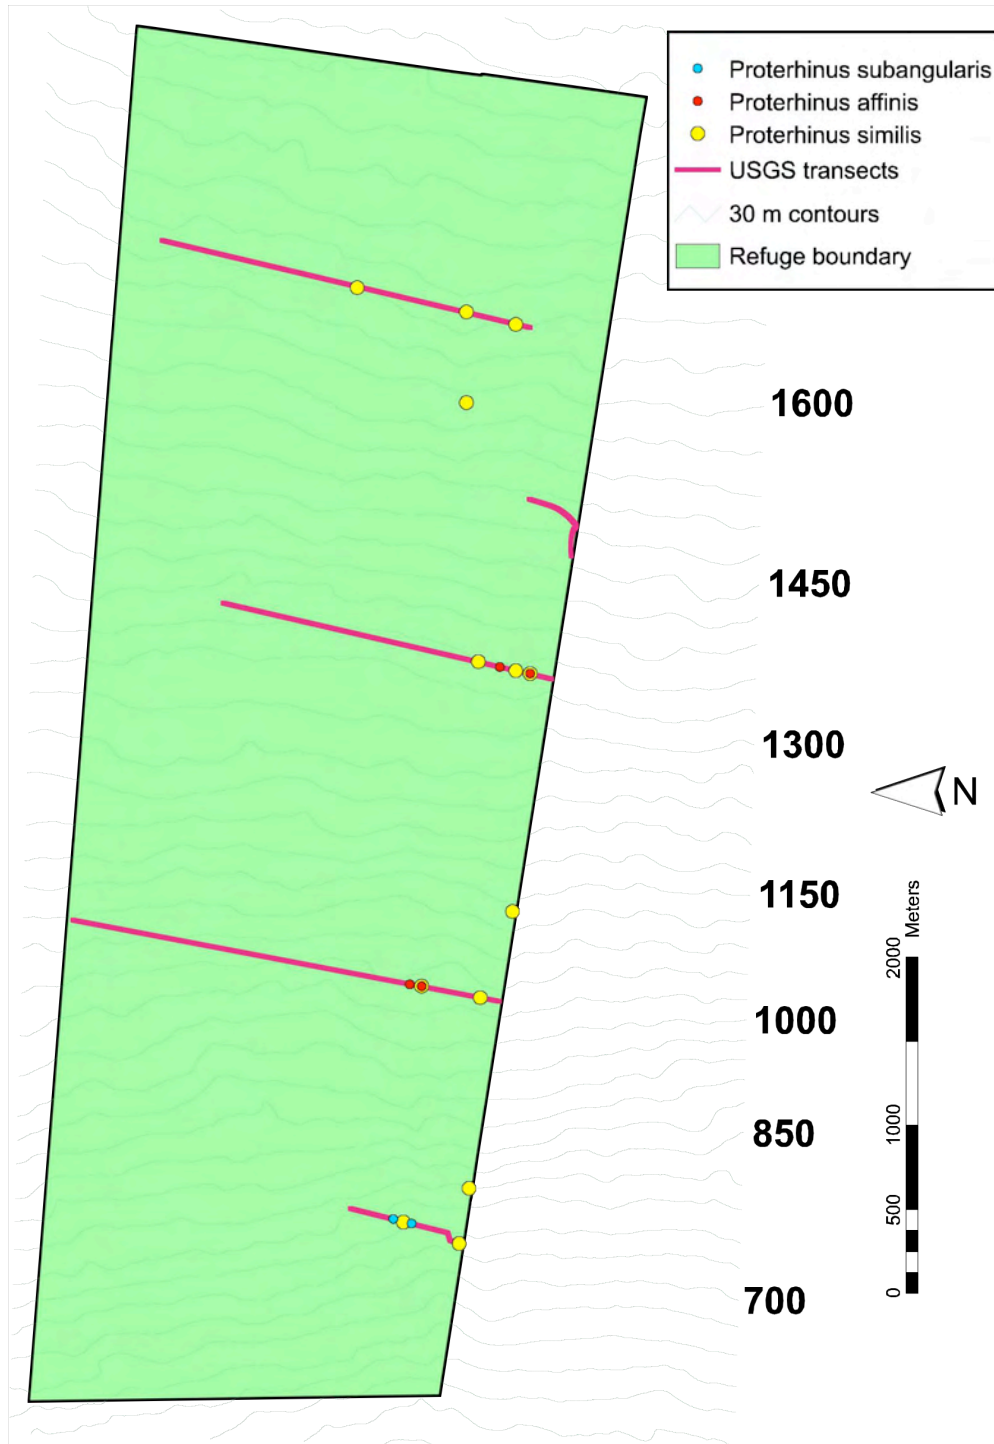 Proterhinus subangularis
Proterhinus affinis
Proterhinus similis
USGS transects
30 m contours
Refuge boundary
1600
1450
1300
N
1150
1000
850
700
Meters
2000
1000
500
0